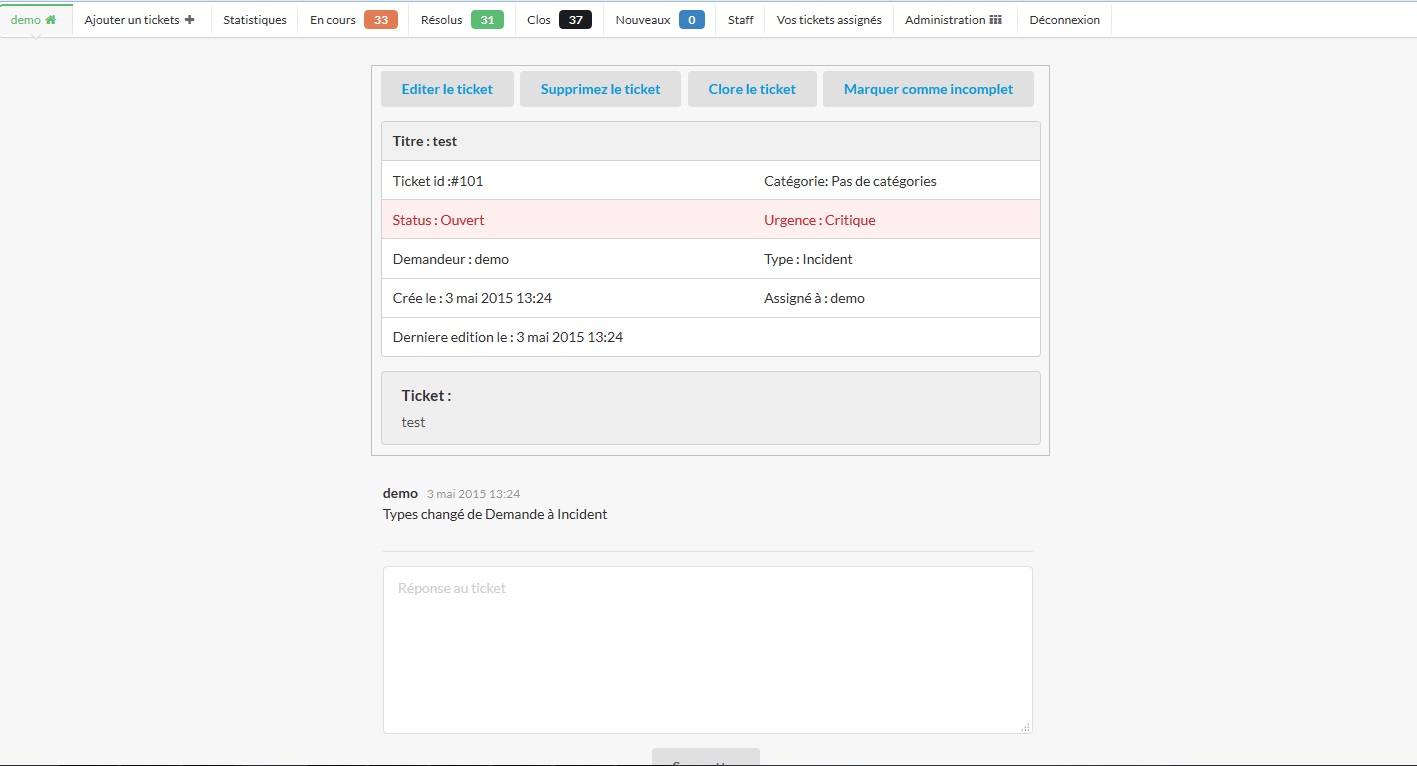 demo Ajouter un tickets Statistiques En cours 33 Résolus 31 Clos 37 Nouveaux 0 Staff Vos tickets assignés Administration Déconnexion
Editer le ticket Supprimez le ticket Clore le ticket Marquer comme incomplet
Titre : test
Ticket id :#101 Catégorie: Pas de catégories
Status : Ouvert Urgence : Critique
Demandeur : demo Type : Incident
Crée le : 3 mai 2015 13:24 Assigné à : demo
Derniere edition le : 3 mai 2015 13:24
Ticket :
test
demo 3 mai 2015 13:24
Types changé de Demande à Incident
Réponse au ticket